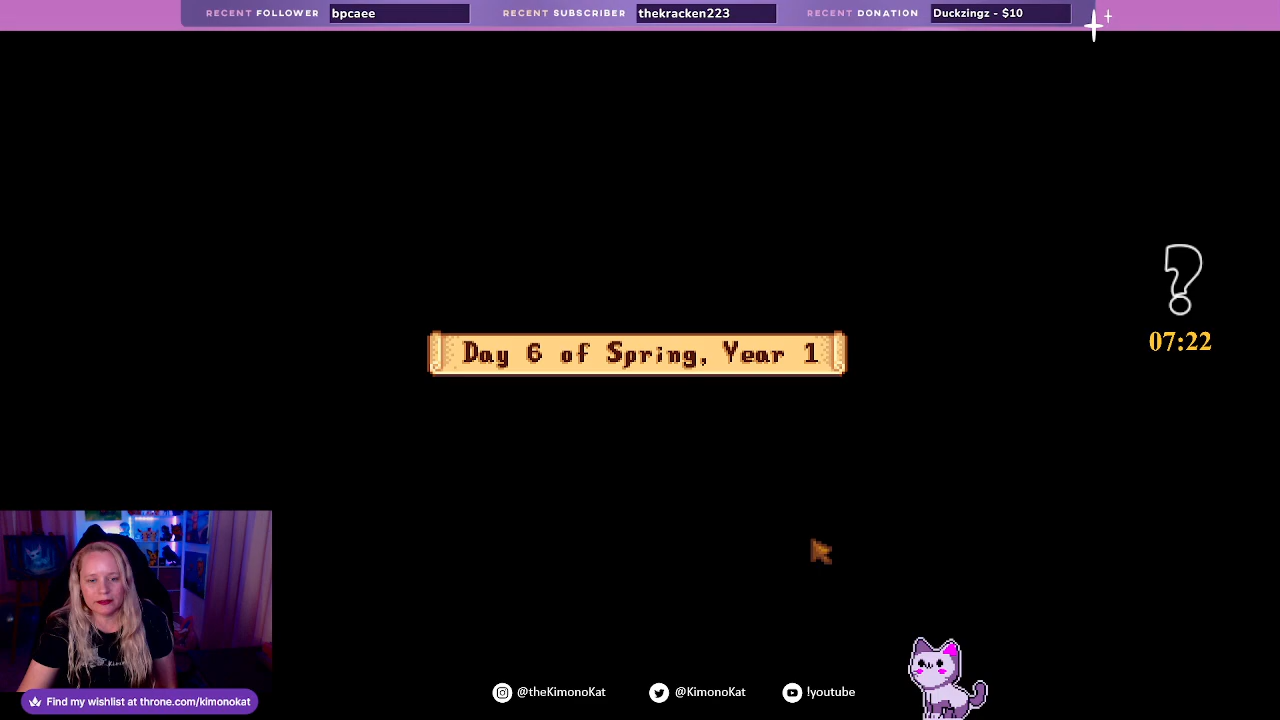 RECENT FOLLOWER bpcaee RECENT SUBSCRIBER thekracken223 RECENT DONATION Duckzingz - $10
?
07:22
Day 6 of Spring, Year 1
Find my wishlist at throne.com/kimonokat
@theKimonoKat @KimonoKat !youtube